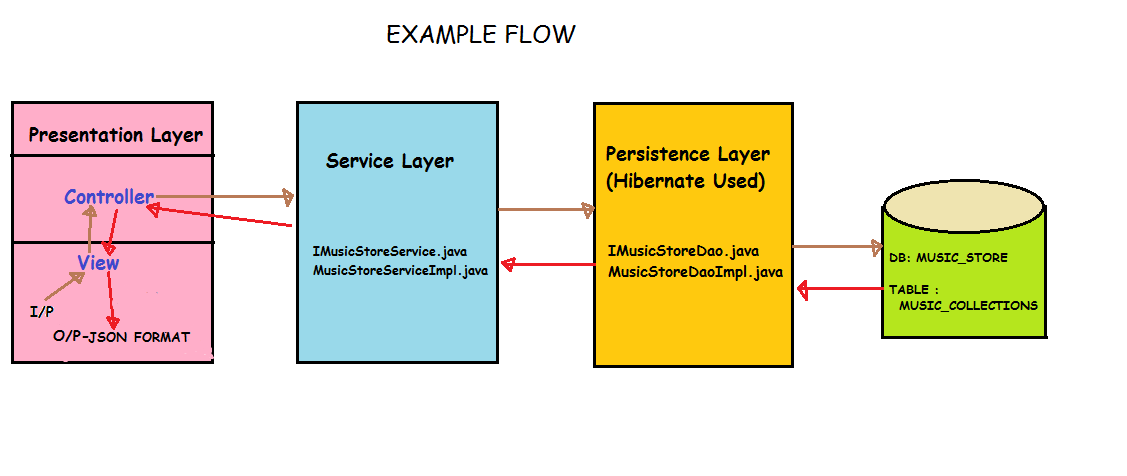 EXAMPLE FLOW
Presentation Layer
Controller
View
I/P
O/P-JSON FORMAT
Service Layer
IMusicStoreService.java
MusicStoreServiceImpl.java
Persistence Layer
(Hibernate Used)
IMusicStoreDao.java
MusicStoreDaoImpl.java
DB: MUSIC_STORE
TABLE :
MUSIC_COLLECTIONS